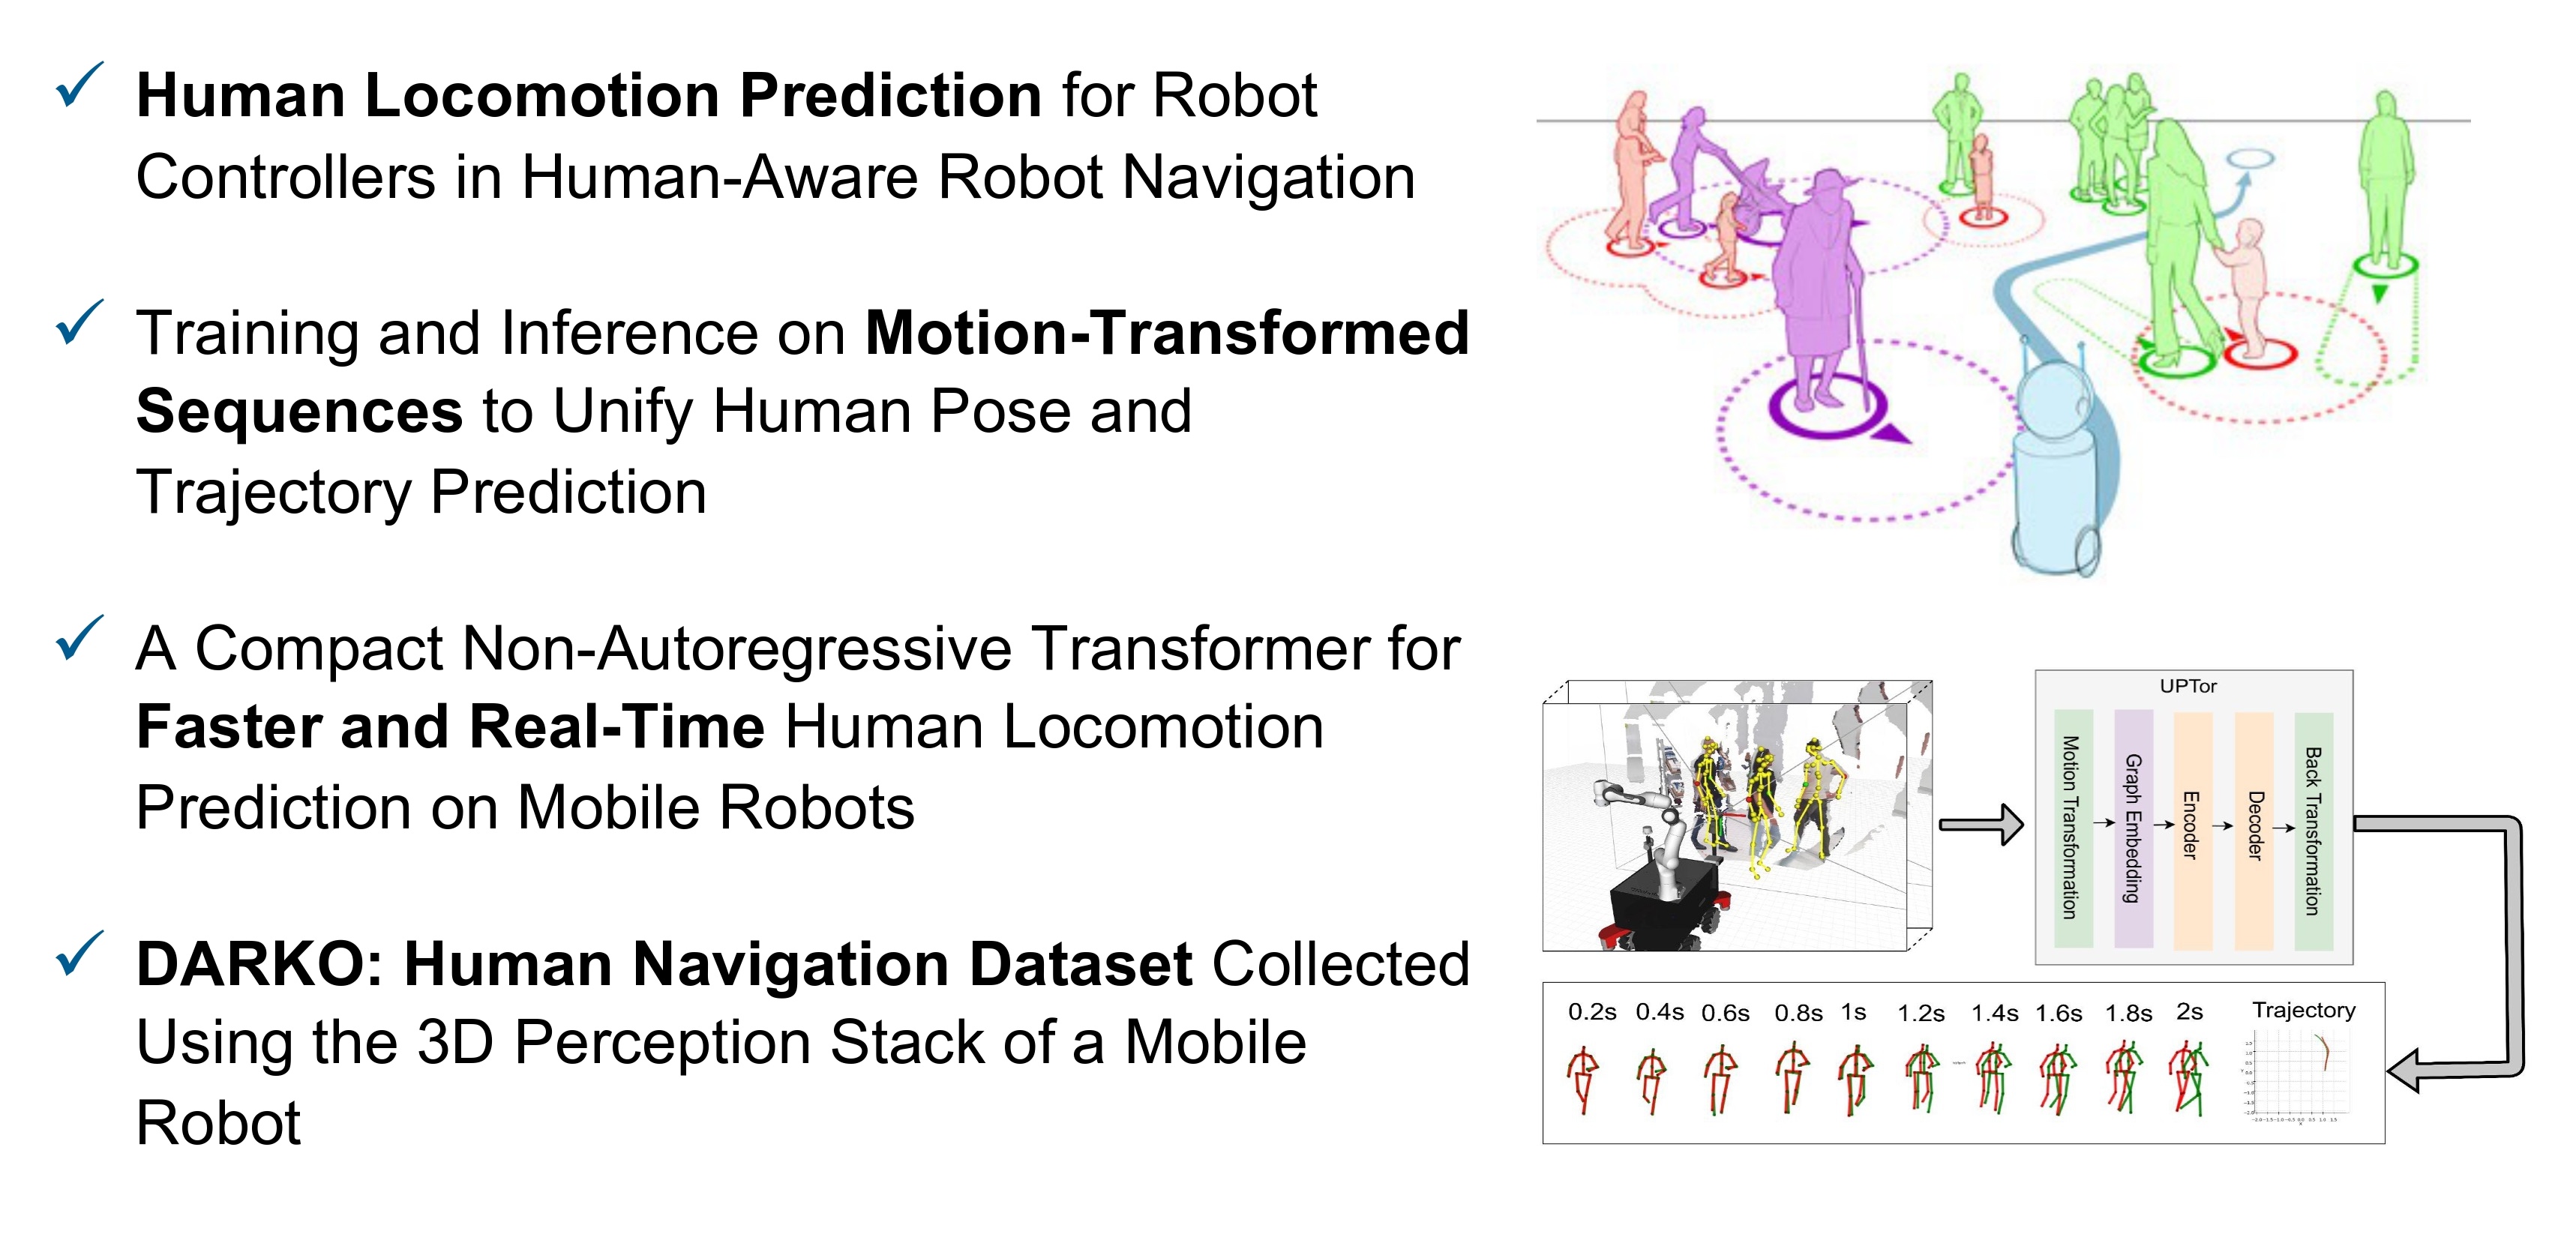 Human Locomotion Prediction for Robot
Controllers in Human-Aware Robot Navigation
Training and Inference on Motion-Transformed
Sequences to Unify Human Pose and
Trajectory Prediction
A Compact Non-Autoregressive Transformer for
Faster and Real-Time Human Locomotion
Prediction on Mobile Robots
DARKO: Human Navigation Dataset Collected
Using the 3D Perception Stack of a Mobile
Robot
UPTor
Motion Transformation
Graph Embedding
Encoder
Decoder
Back Transformation
0.2s 0.4s 0.6s 0.8s 1s 1.2s 1.4s 1.6s 1.8s 2s Trajectory